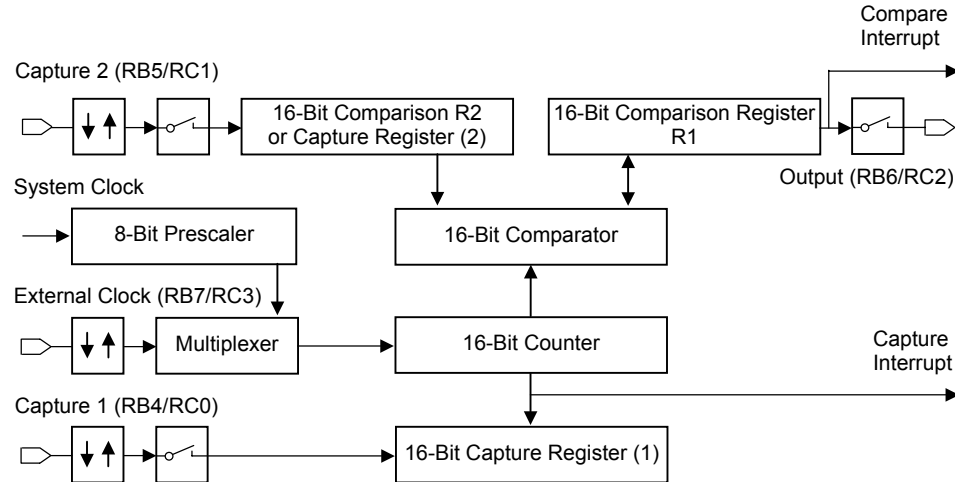 Compare
Interrupt
Capture 2 (RB5/RC1)
16-Bit Comparison R2
or Capture Register (2)
16-Bit Comparison Register
R1
System Clock
Output (RB6/RC2)
8-Bit Prescaler
16-Bit Comparator
External Clock (RB7/RC3)
Multiplexer
16-Bit Counter
Capture
Interrupt
Capture 1 (RB4/RC0)
16-Bit Capture Register (1)